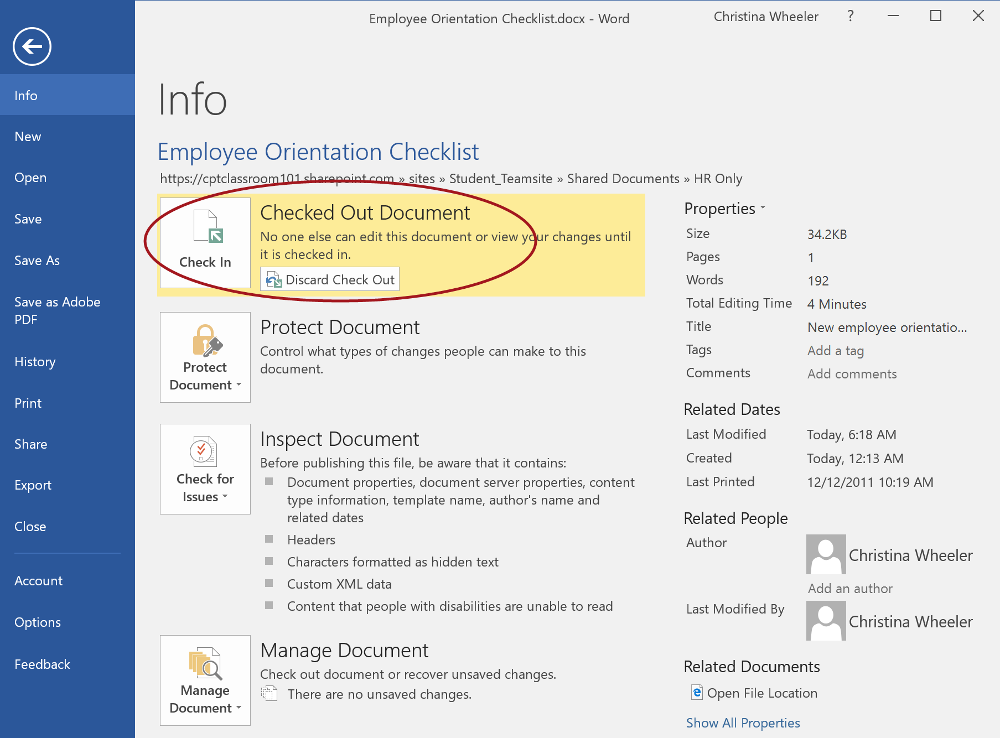 Employee Orientation Checklist.docx - Word
Christina Wheeler
?
Info
New
Open
Save
Save As
Save as Adobe
PDF
History
Print
Share
Export
Close
Account
Options
Feedback
Info
Employee Orientation Checklist
https://cptclassroom101.sharepoint.com » sites » Student_Teamsite » Shared Documents » HR Only
Check In
Checked Out Document
No one else can edit this document or view your changes until
it is checked in.
Discard Check Out
Protect
Document
Protect Document
Control what types of changes people can make to this
document.
Check for
Issues
Inspect Document
Before publishing this file, be aware that it contains:
Document properties, document server properties, content
type information, template name, author's name and
related dates
Headers
Characters formatted as hidden text
Custom XML data
Content that people with disabilities are unable to read
Manage
Document
Manage Document
Check out document or recover unsaved changes.
There are no unsaved changes.
Properties
Size 34.2KB
Pages 1
Words 192
Total Editing Time 4 Minutes
Title New employee orientatio...
Tags Add a tag
Comments Add comments
Related Dates
Last Modified Today, 6:18 AM
Created Today, 12:13 AM
Last Printed 12/12/2011 10:19 AM
Related People
Author Christina Wheeler
Add an author
Last Modified By Christina Wheeler
Related Documents
Open File Location
Show All Properties